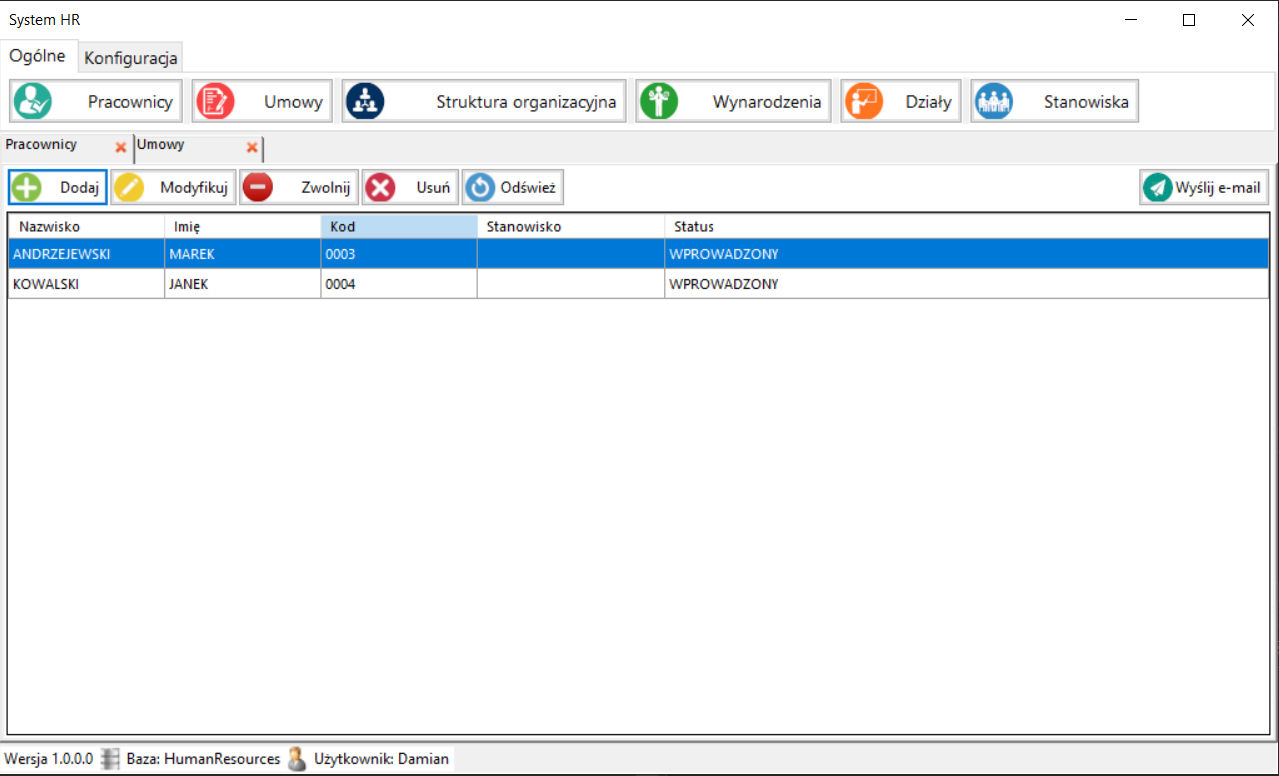 System HR
Ogólne Konfiguracja
Pracownicy Umowy Struktura organizacyjna Wynarodzenia Działy Stanowiska
Pracownicy Umowy
Dodaj Modyfikuj Zwolnij Usuń Odśwież Wyślij e-mail
Nazwisko Imię Kod Stanowisko Status
ANDRZEJEWSKI MAREK 0003 WPROWADZONY
KOWALSKI JANEK 0004 WPROWADZONY
Wersja 1.0.0.0 Baza: HumanResources Użytkownik: Damian